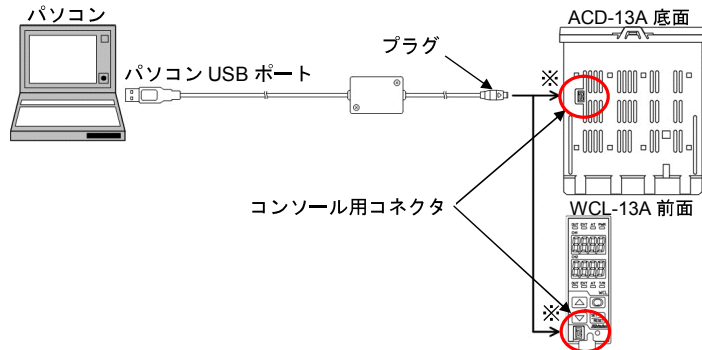 パソコン
ACD-13A 底面
プラグ
パソコン USB ポート
※
コンソール用コネクタ
WCL-13A 前面
※